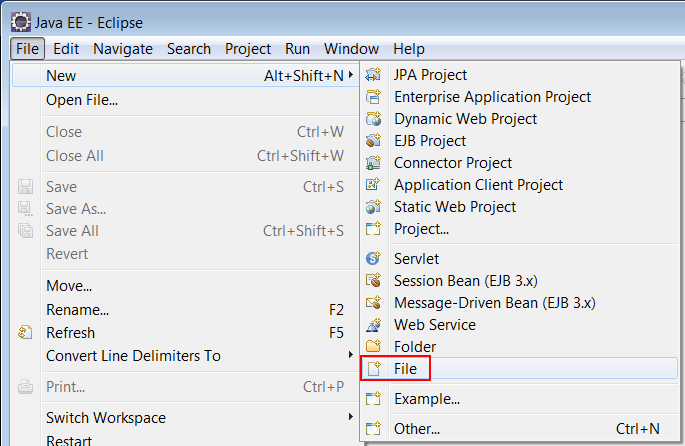 Java EE - Eclipse
File Edit Navigate Search Project Run Window Help
New Alt+Shift+N
Open File...
Close Ctrl+W
Close All Ctrl+Shift+W
Save Ctrl+S
Save As...
Save All Ctrl+Shift+S
Revert
Move...
Rename... F2
Refresh F5
Convert Line Delimiters To
Print... Ctrl+P
Switch Workspace
Restart
JPA Project
Enterprise Application Project
Dynamic Web Project
EJB Project
Connector Project
Application Client Project
Static Web Project
Project...
Servlet
Session Bean (EJB 3.x)
Message-Driven Bean (EJB 3.x)
Web Service
Folder
File
Example...
Other... Ctrl+N